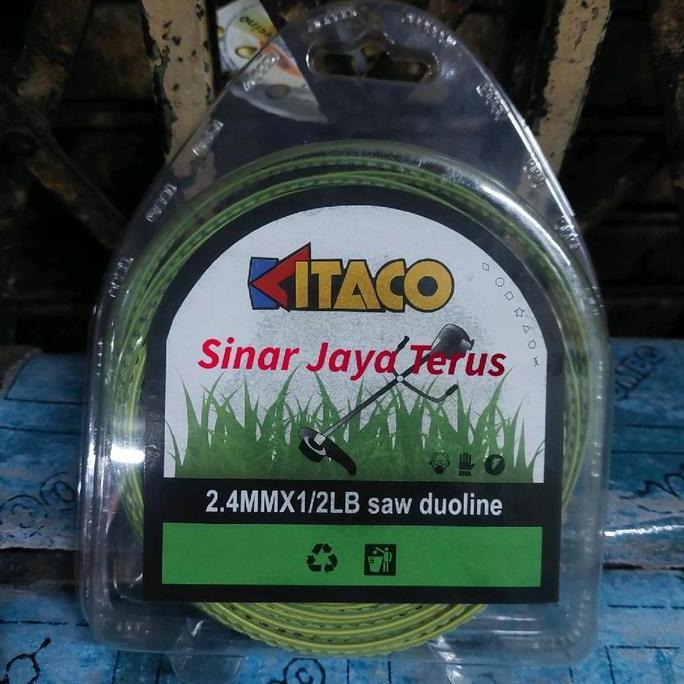 KITACO
Sinar Jaya Terus
2.4MMX1/2LB saw duoline